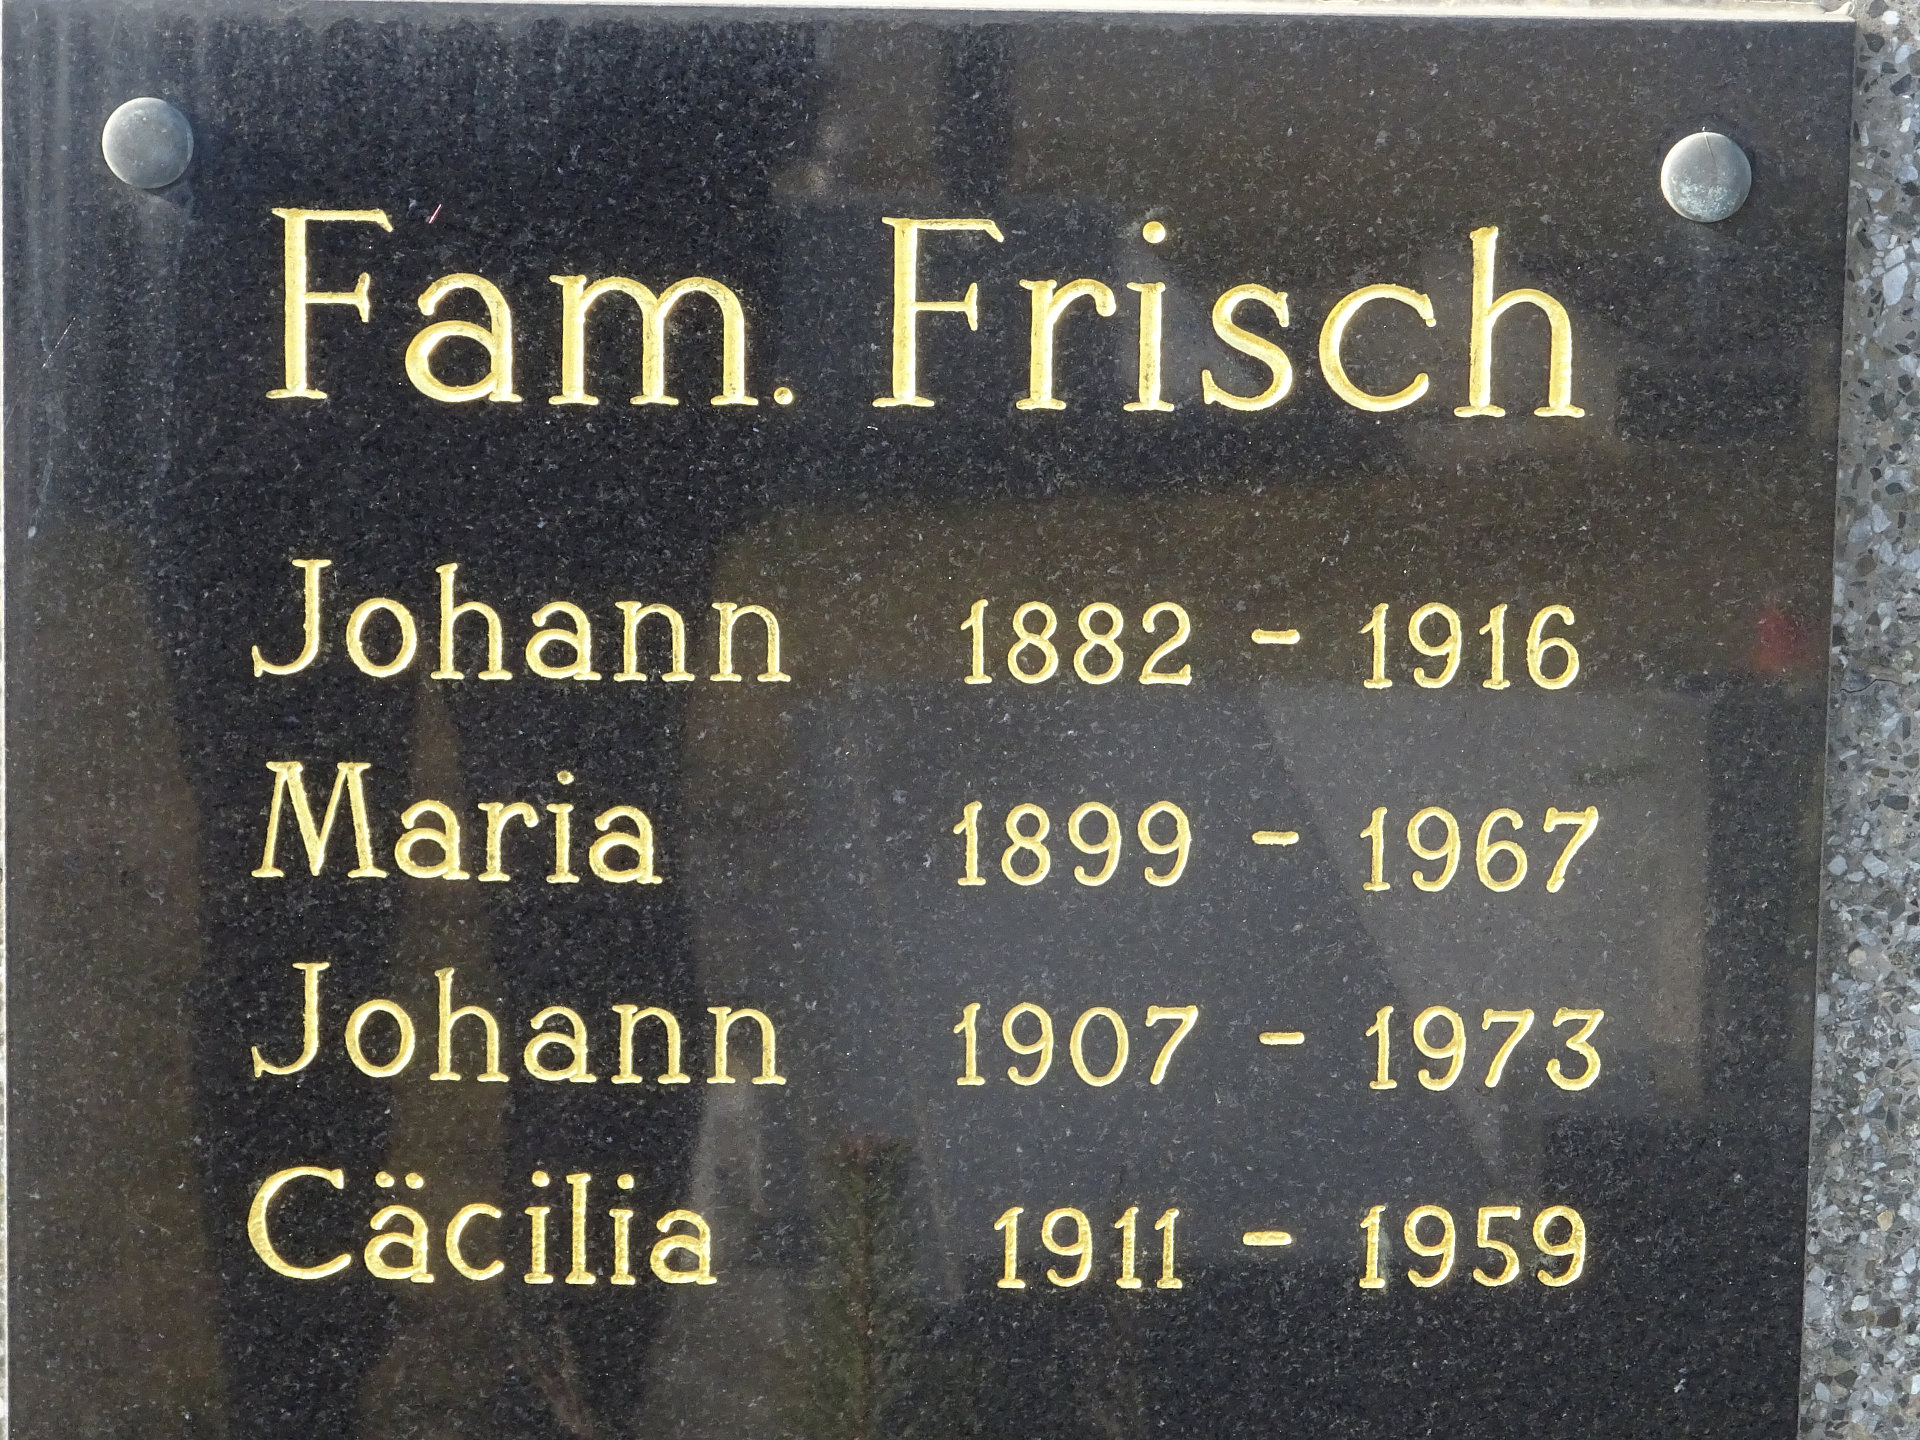 Fam. Frisch
Johann 1882 - 1916
Maria 1899 - 1967
Johann 1907 - 1973
Cäcilia 1911 - 1959